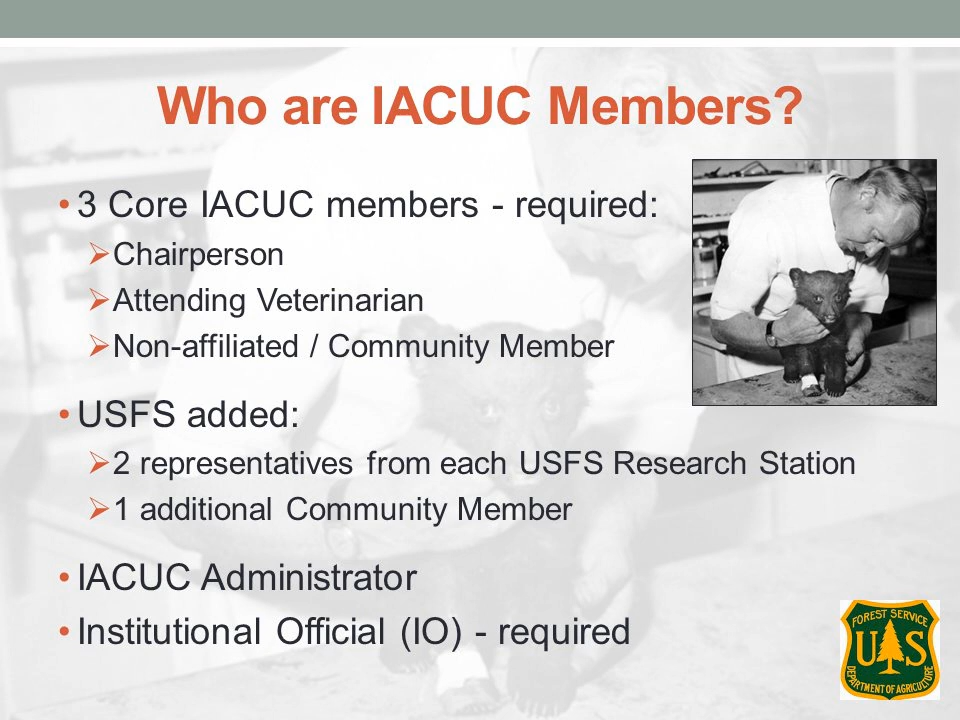 Who are IACUC Members?
• 3 Core IACUC members - required:
➢ Chairperson
➢ Attending Veterinarian
➢ Non-affiliated / Community Member
• USFS added:
➢ 2 representatives from each USFS Research Station
➢ 1 additional Community Member
• IACUC Administrator
• Institutional Official (IO) - required
FOREST SERVICE
U S
DEPARTMENT OF AGRICULTURE